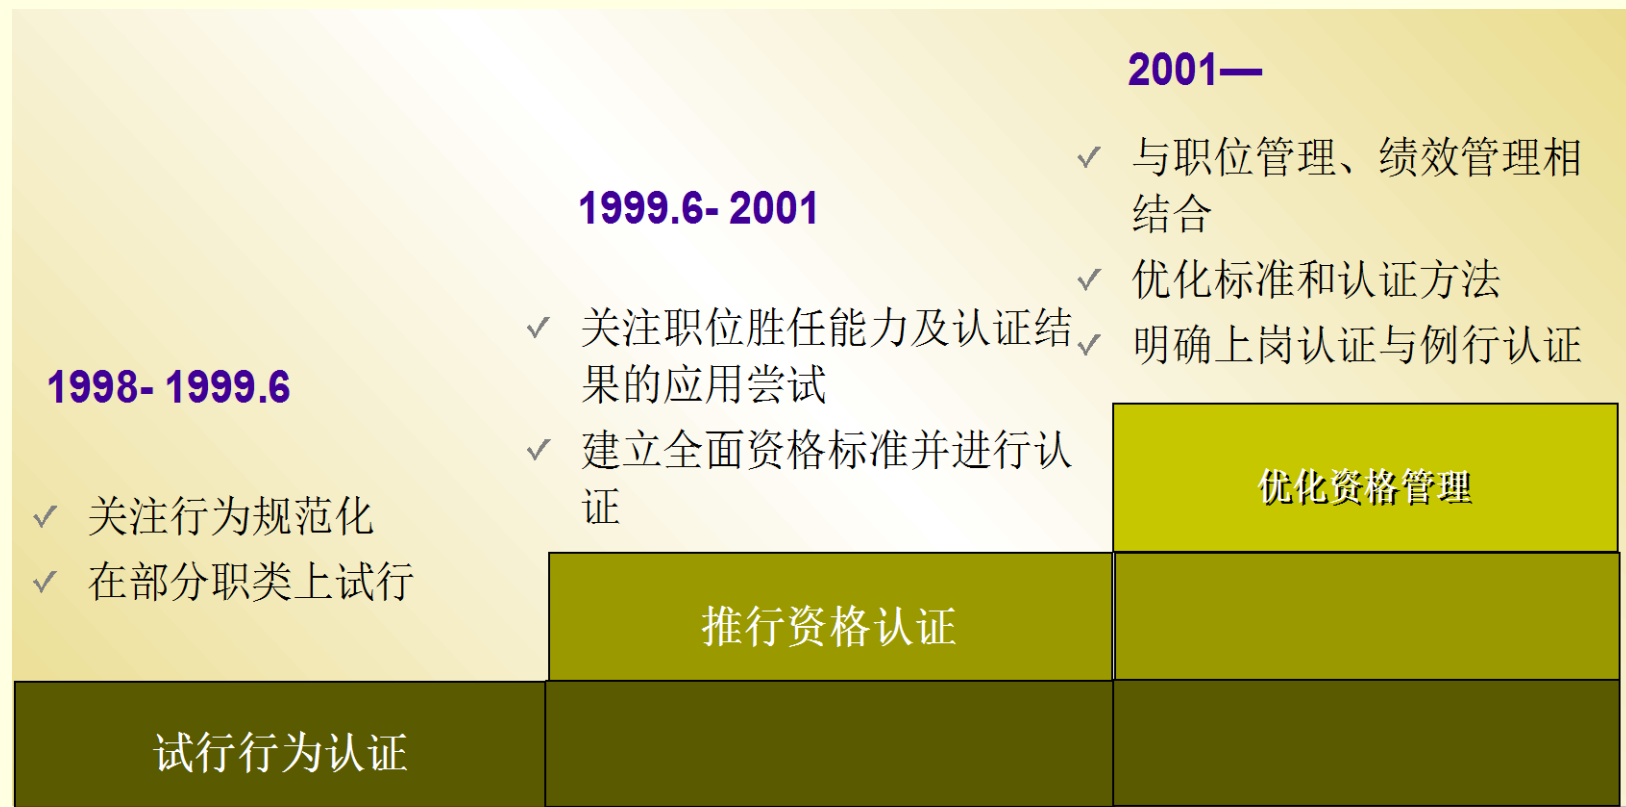 1998- 1999.6
关注行为规范化
在部分职类上试行
试行行为认证
1999.6- 2001
关注职位胜任能力及认证结
果的应用尝试
建立全面资格标准并进行认
证
推行资格认证
2001—
与职位管理、绩效管理相
结合
优化标准和认证方法
明确上岗认证与例行认证
优化资格管理